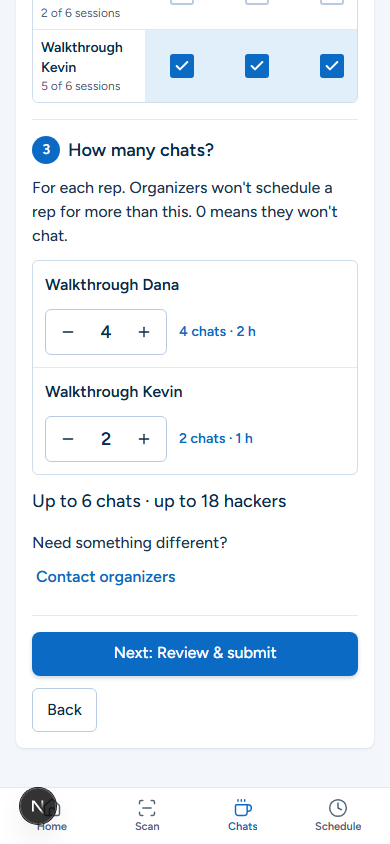 2 of 6 sessions
Walkthrough
Kevin
5 of 6 sessions
3 How many chats?
For each rep. Organizers won't schedule a
rep for more than this. 0 means they won't
chat.
Walkthrough Dana
− 4 + 4 chats · 2 h
Walkthrough Kevin
− 2 + 2 chats · 1 h
Up to 6 chats · up to 18 hackers
Need something different?
Contact organizers
Next: Review & submit
Back
N
Home Scan Chats Schedule